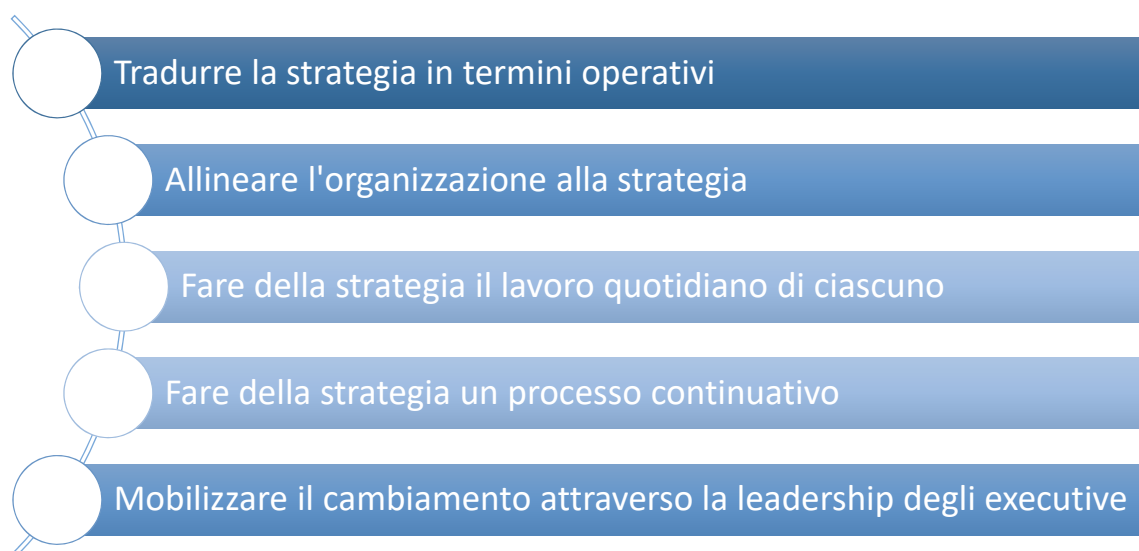 Tradurre la strategia in termini operativi
Allineare l'organizzazione alla strategia
Fare della strategia il lavoro quotidiano di ciascuno
Fare della strategia un processo continuativo
Mobilizzare il cambiamento attraverso la leadership degli executive